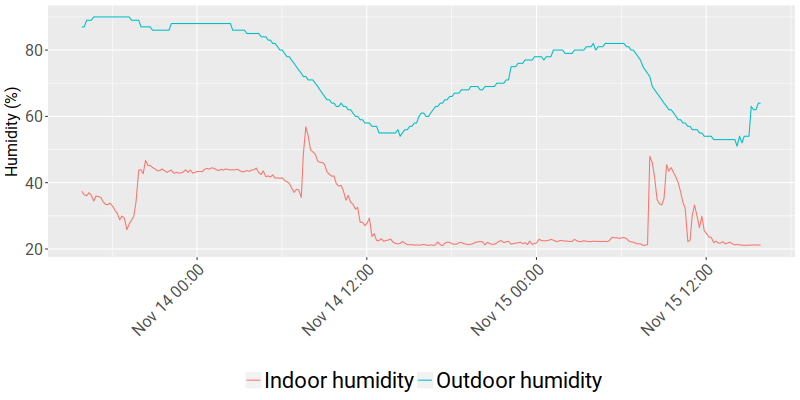 Humidity (%)
80
60
40
20
Nov 14 00:00
Nov 14 12:00
Nov 15 00:00
Nov 15 12:00
Indoor humidity
Outdoor humidity